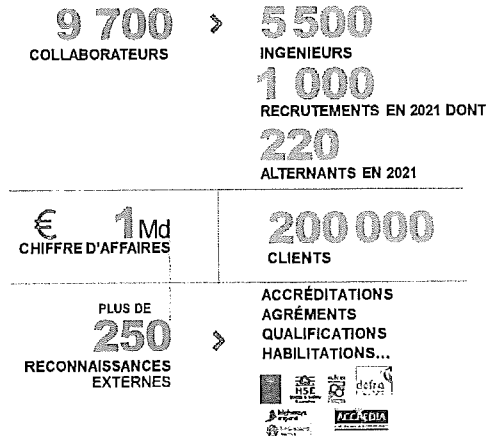 9 700
COLLABORATEURS
>
5 500
INGENIEURS
1 000
RECRUTEMENTS EN 2021 DONT
220
ALTERNANTS EN 2021
€ 1Md
CHIFFRE D'AFFAIRES
200 000
CLIENTS
PLUS DE
250
RECONNAISSANCES
EXTERNES
>
ACCRÉDITATIONS
AGRÉMENTS
QUALIFICATIONS
HABILITATIONS...
HSE
defra
highways
ACCREDIA